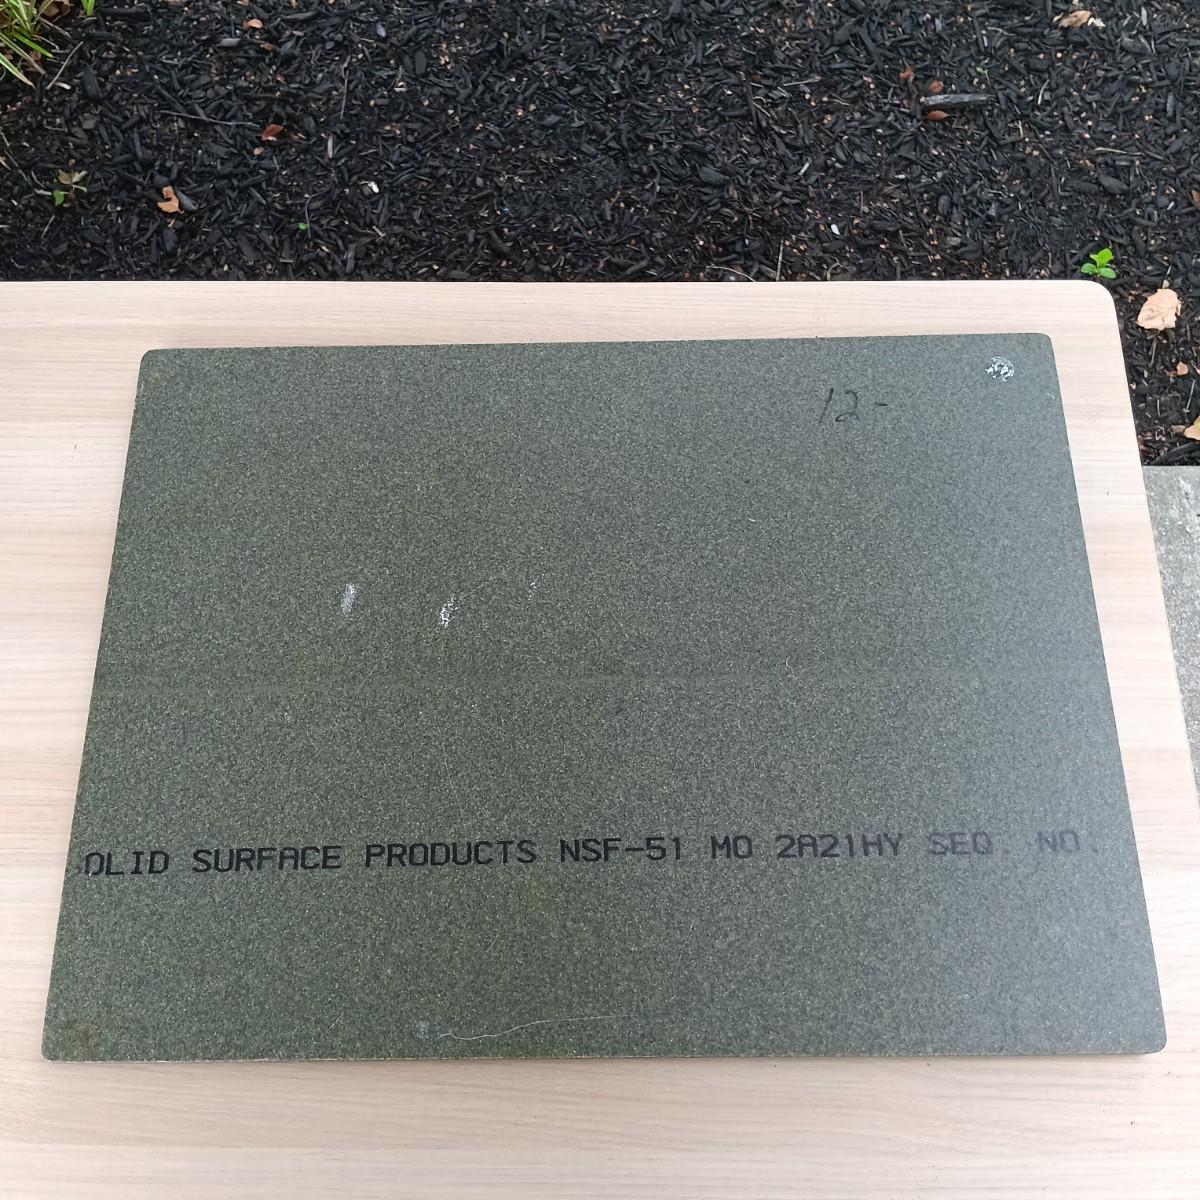 12-
OLID SURFACE PRODUCTS NSF-51 MO 2A21HY SEQ. NO.